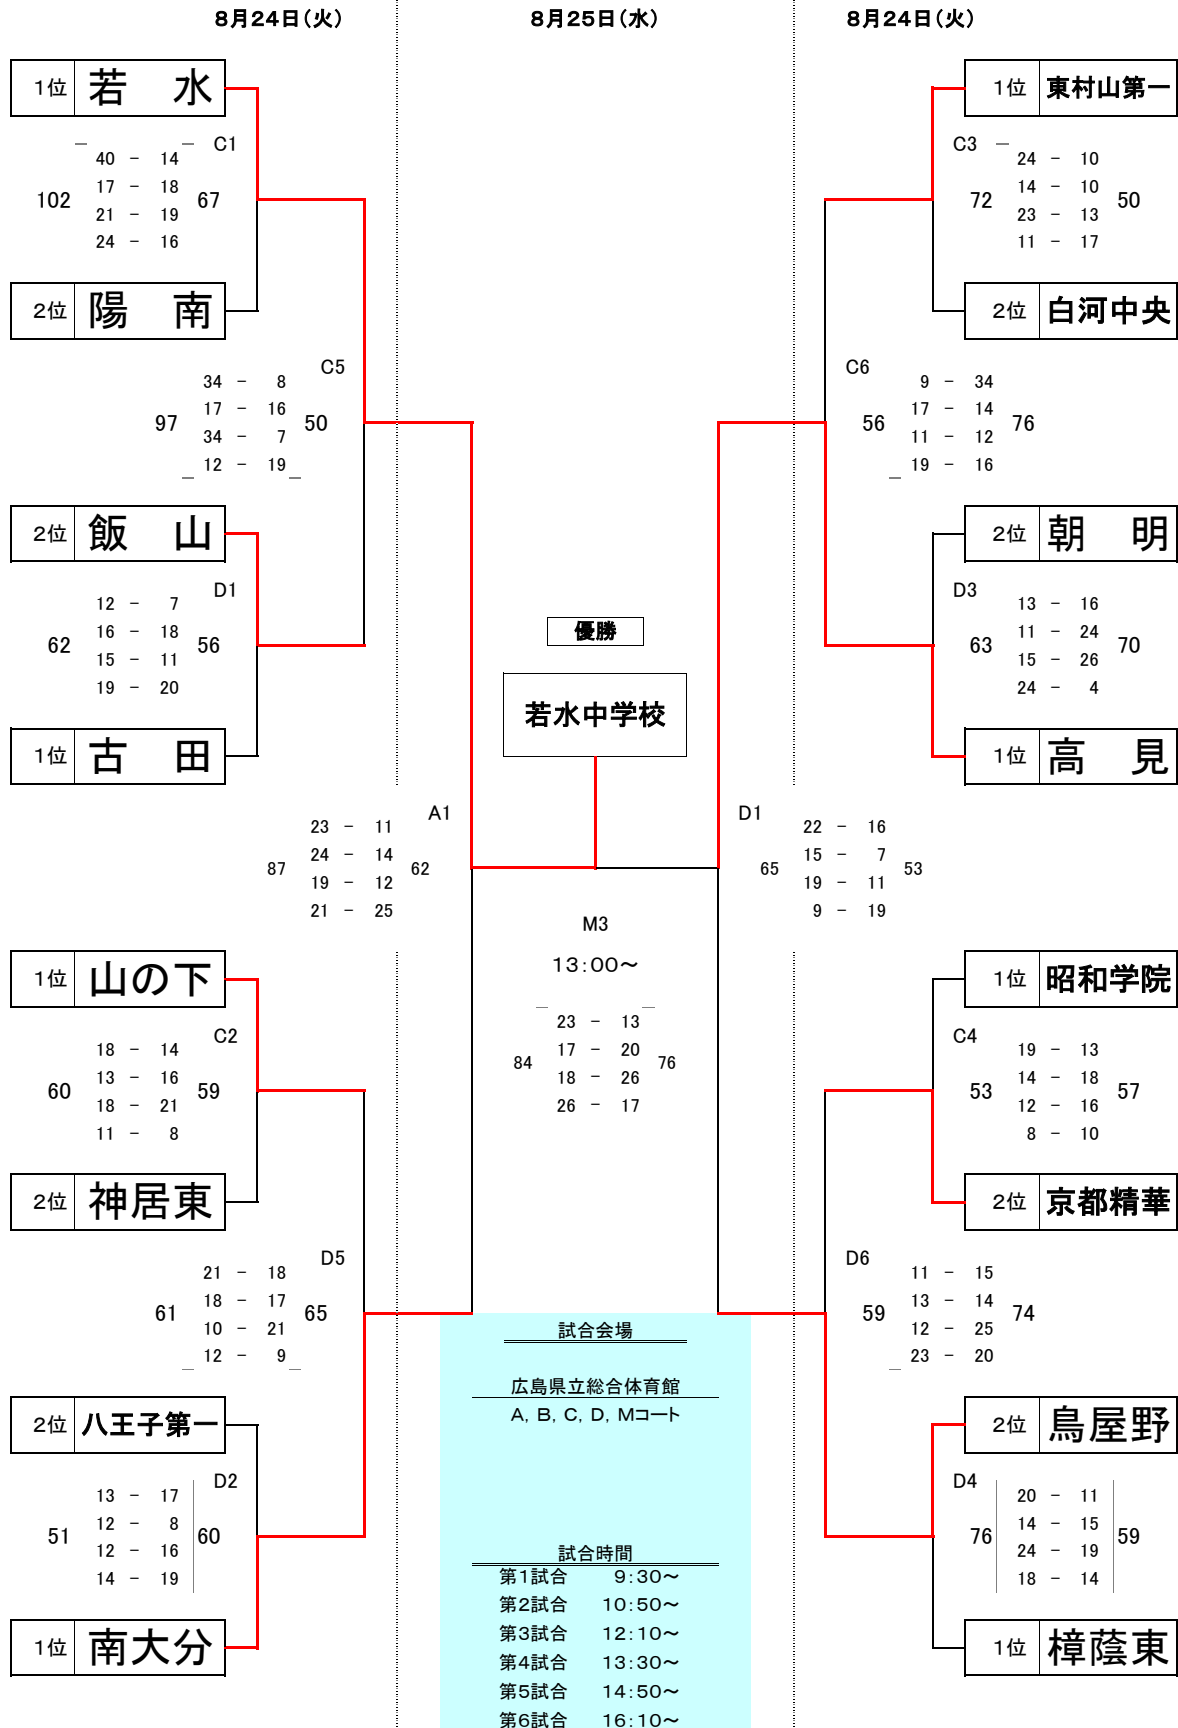 8月24日(火)
8月25日(水)
8月24日(火)
1位 若 水
C1
40 - 14
17 - 18
102 67
21 - 19
24 - 16
2位 陽 南
C5
34 - 8
17 - 16
97 50
34 - 7
12 - 19
2位 飯 山
D1
12 - 7
16 - 18
62 56
15 - 11
19 - 20
1位 古 田
A1
23 - 11
24 - 14
87 62
19 - 12
21 - 25
1位 山の下
C2
18 - 14
13 - 16
60 59
18 - 21
11 - 8
2位 神居東
D5
21 - 18
18 - 17
61 65
10 - 21
12 - 9
2位 八王子第一
D2
13 - 17
12 - 8
51 60
12 - 16
14 - 19
1位 南大分
優勝
若水中学校
M3
13:00～
23 - 13
17 - 20
84 76
18 - 26
26 - 17
試合会場
広島県立総合体育館
A, B, C, D, Mコート
試合時間
第1試合 9:30～
第2試合 10:50～
第3試合 12:10～
第4試合 13:30～
第5試合 14:50～
第6試合 16:10～
1位 東村山第一
C3
24 - 10
14 - 10
72 50
23 - 13
11 - 17
2位 白河中央
C6
9 - 34
17 - 14
56 76
11 - 12
19 - 16
2位 朝 明
D3
13 - 16
11 - 24
63 70
15 - 26
24 - 4
1位 高 見
D1
22 - 16
15 - 7
65 53
19 - 11
9 - 19
1位 昭和学院
C4
19 - 13
14 - 18
53 57
12 - 16
8 - 10
2位 京都精華
D6
11 - 15
13 - 14
59 74
12 - 25
23 - 20
2位 鳥屋野
D4
20 - 11
14 - 15
76 59
24 - 19
18 - 14
1位 樟蔭東